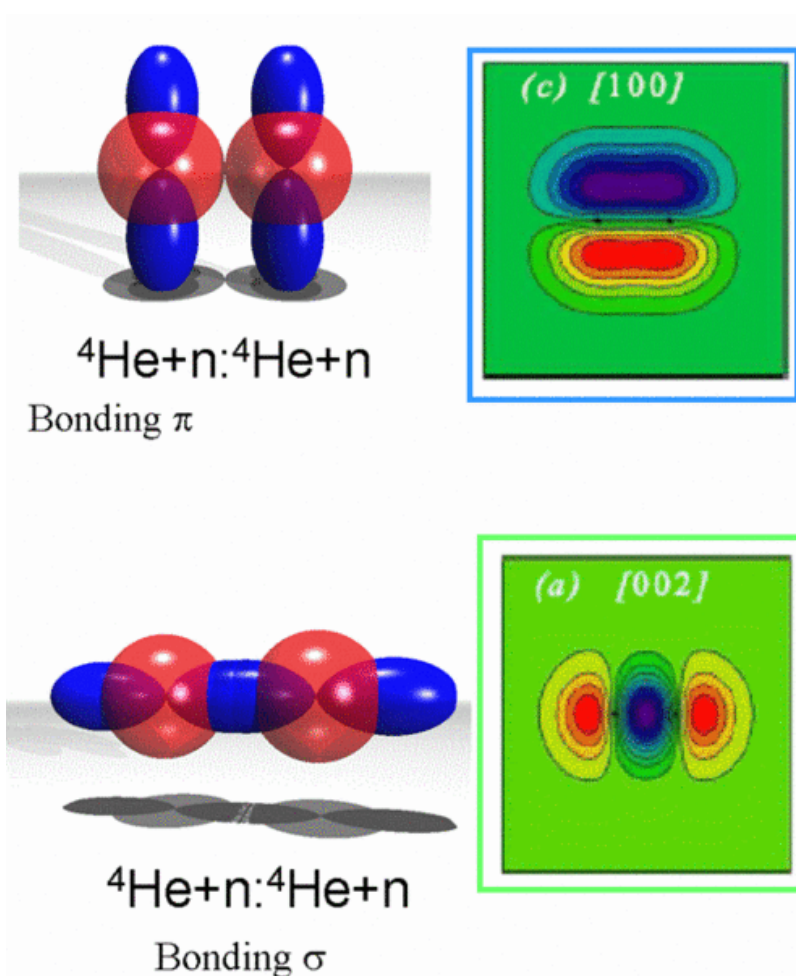 (c) [100]
⁴He+n:⁴He+n
Bonding π
(a) [002]
⁴He+n:⁴He+n
Bonding σ